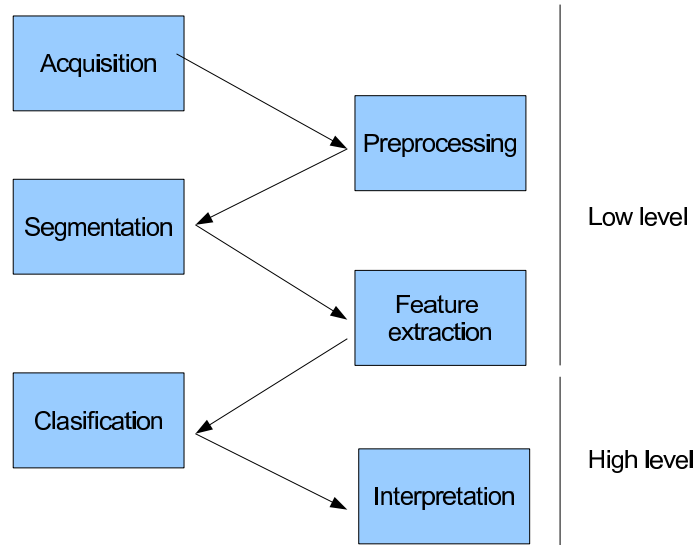 Acquisition
Preprocessing
Segmentation
Low level
Feature
extraction
Clasification
High level
Interpretation